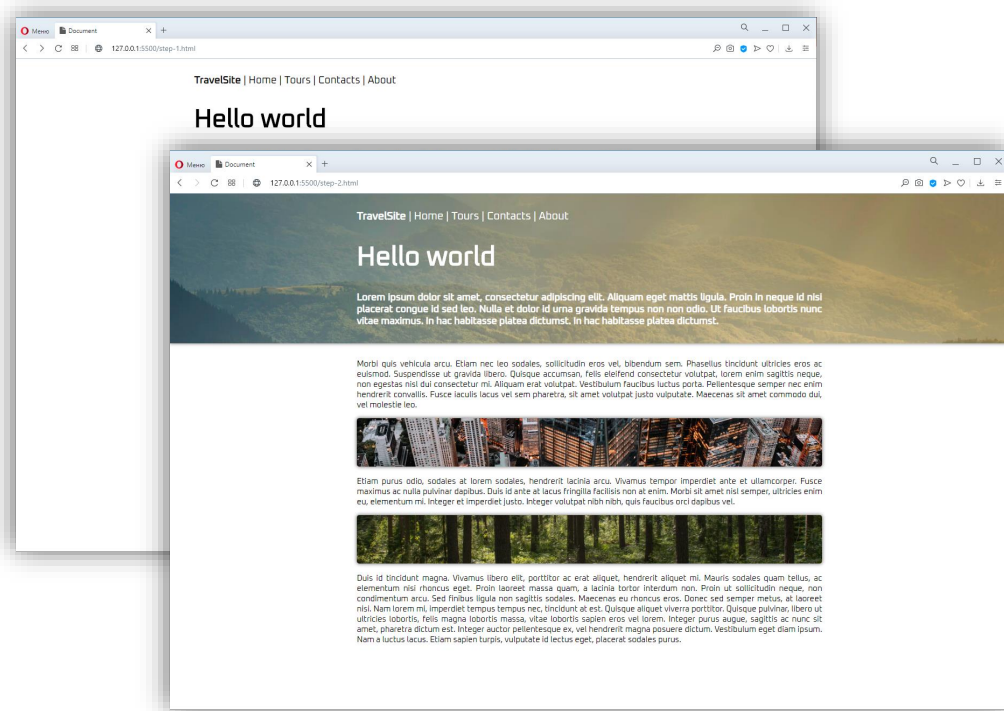 Меню Document
127.0.0.1:5500/step-1.html
TravelSite | Home | Tours | Contacts | About
Hello world
Меню Document
127.0.0.1:5500/step-2.html
TravelSite | Home | Tours | Contacts | About
Hello world
Lorem ipsum dolor sit amet, consectetur adipiscing elit. Aliquam eget mattis ligula. Proin in neque id nisi
placerat congue id sed leo. Nulla et dolor id urna gravida tempus non non odio. Ut faucibus lobortis nunc
vitae maximus. In hac habitasse platea dictumst. In hac habitasse platea dictumst.
Morbi quis vehicula arcu. Etiam nec leo sodales, sollicitudin eros vel, bibendum sem. Phasellus tincidunt ultricies eros ac
euismod. Suspendisse ut gravida libero. Quisque accumsan, felis eleifend consectetur volutpat, lorem enim sagittis neque,
non egestas nisl dui consectetur mi. Aliquam erat volutpat. Vestibulum faucibus luctus porta. Pellentesque semper nec enim
hendrerit convallis. Fusce iaculis lacus vel sem pharetra, sit amet volutpat justo vulputate. Maecenas sit amet commodo dui,
vel molestie leo.
Etiam purus odio, sodales at lorem sodales, hendrerit lacinia arcu. Vivamus tempor imperdiet ante et ullamcorper. Fusce
maximus ac nulla pulvinar dapibus. Duis id ante at lacus fringilla facilisis non at enim. Morbi sit amet nisl semper, ultricies enim
eu, elementum mi. Integer et imperdiet justo. Integer volutpat nibh nibh, quis faucibus orci dapibus vel.
Duis id tincidunt magna. Vivamus libero elit, porttitor ac erat aliquet, hendrerit aliquet mi. Mauris sodales quam tellus, ac
elementum nisi rhoncus eget. Proin laoreet massa quam, a lacinia tortor interdum non. Proin ut sollicitudin neque, non
condimentum arcu. Sed finibus ligula non sagittis sodales. Maecenas eu rhoncus eros. Donec sed semper metus, at laoreet
nisi. Nam lorem mi, imperdiet tempus tempus nec, tincidunt at est. Quisque aliquet viverra porttitor. Quisque pulvinar, libero ut
ultricies lobortis, felis magna lobortis massa, vitae lobortis sapien eros vel lorem. Integer purus augue, sagittis ac nunc sit
amet, pharetra dictum est. Integer auctor pellentesque ex, vel hendrerit magna posuere dictum. Vestibulum eget diam ipsum.
Nam a luctus lacus. Etiam sapien turpis, vulputate id lectus eget, placerat sodales purus.